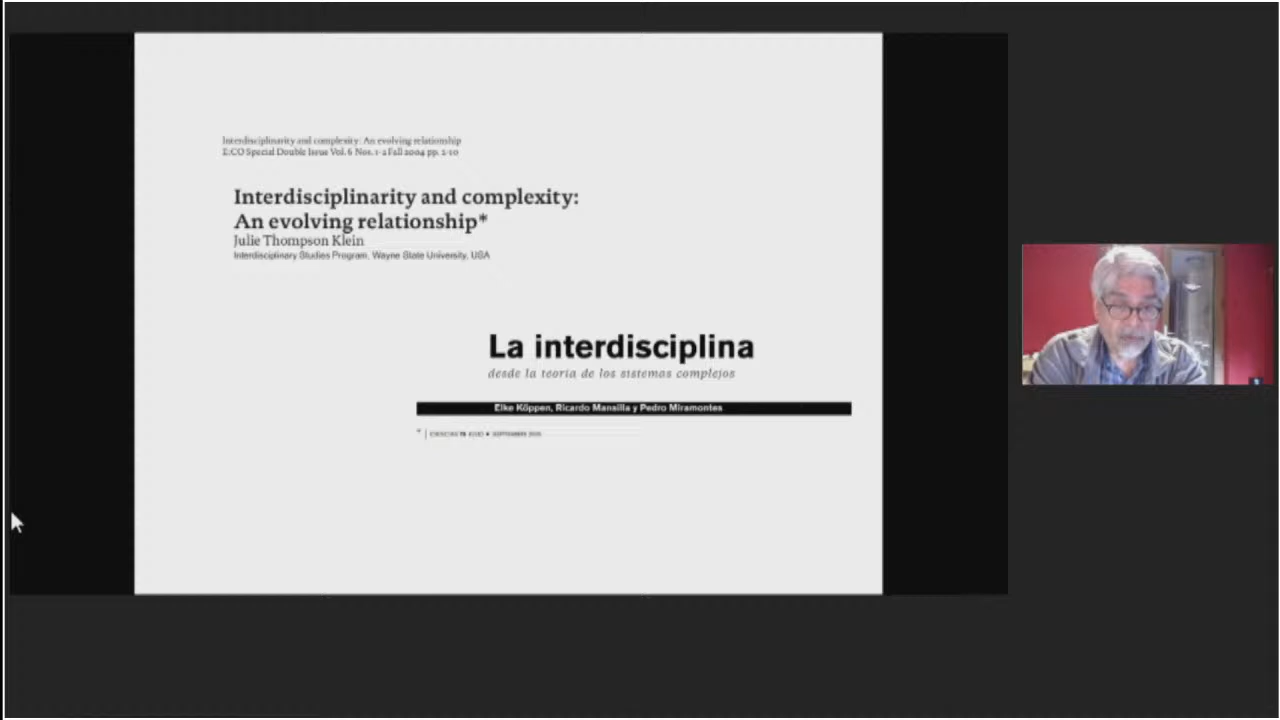 Interdisciplinarity and complexity: An evolving relationship
E:CO Special Double Issue Vol. 6 Nos. 1-2 Fall 2004 pp. 2-10
Interdisciplinarity and complexity:
An evolving relationship*
Julie Thompson Klein
Interdisciplinary Studies Program, Wayne State University, USA
La interdisciplina
desde la teoría de los sistemas complejos
Elke Köppen, Ricardo Mansilla y Pedro Miramontes
CIENCIAS SEPTIEMBRE